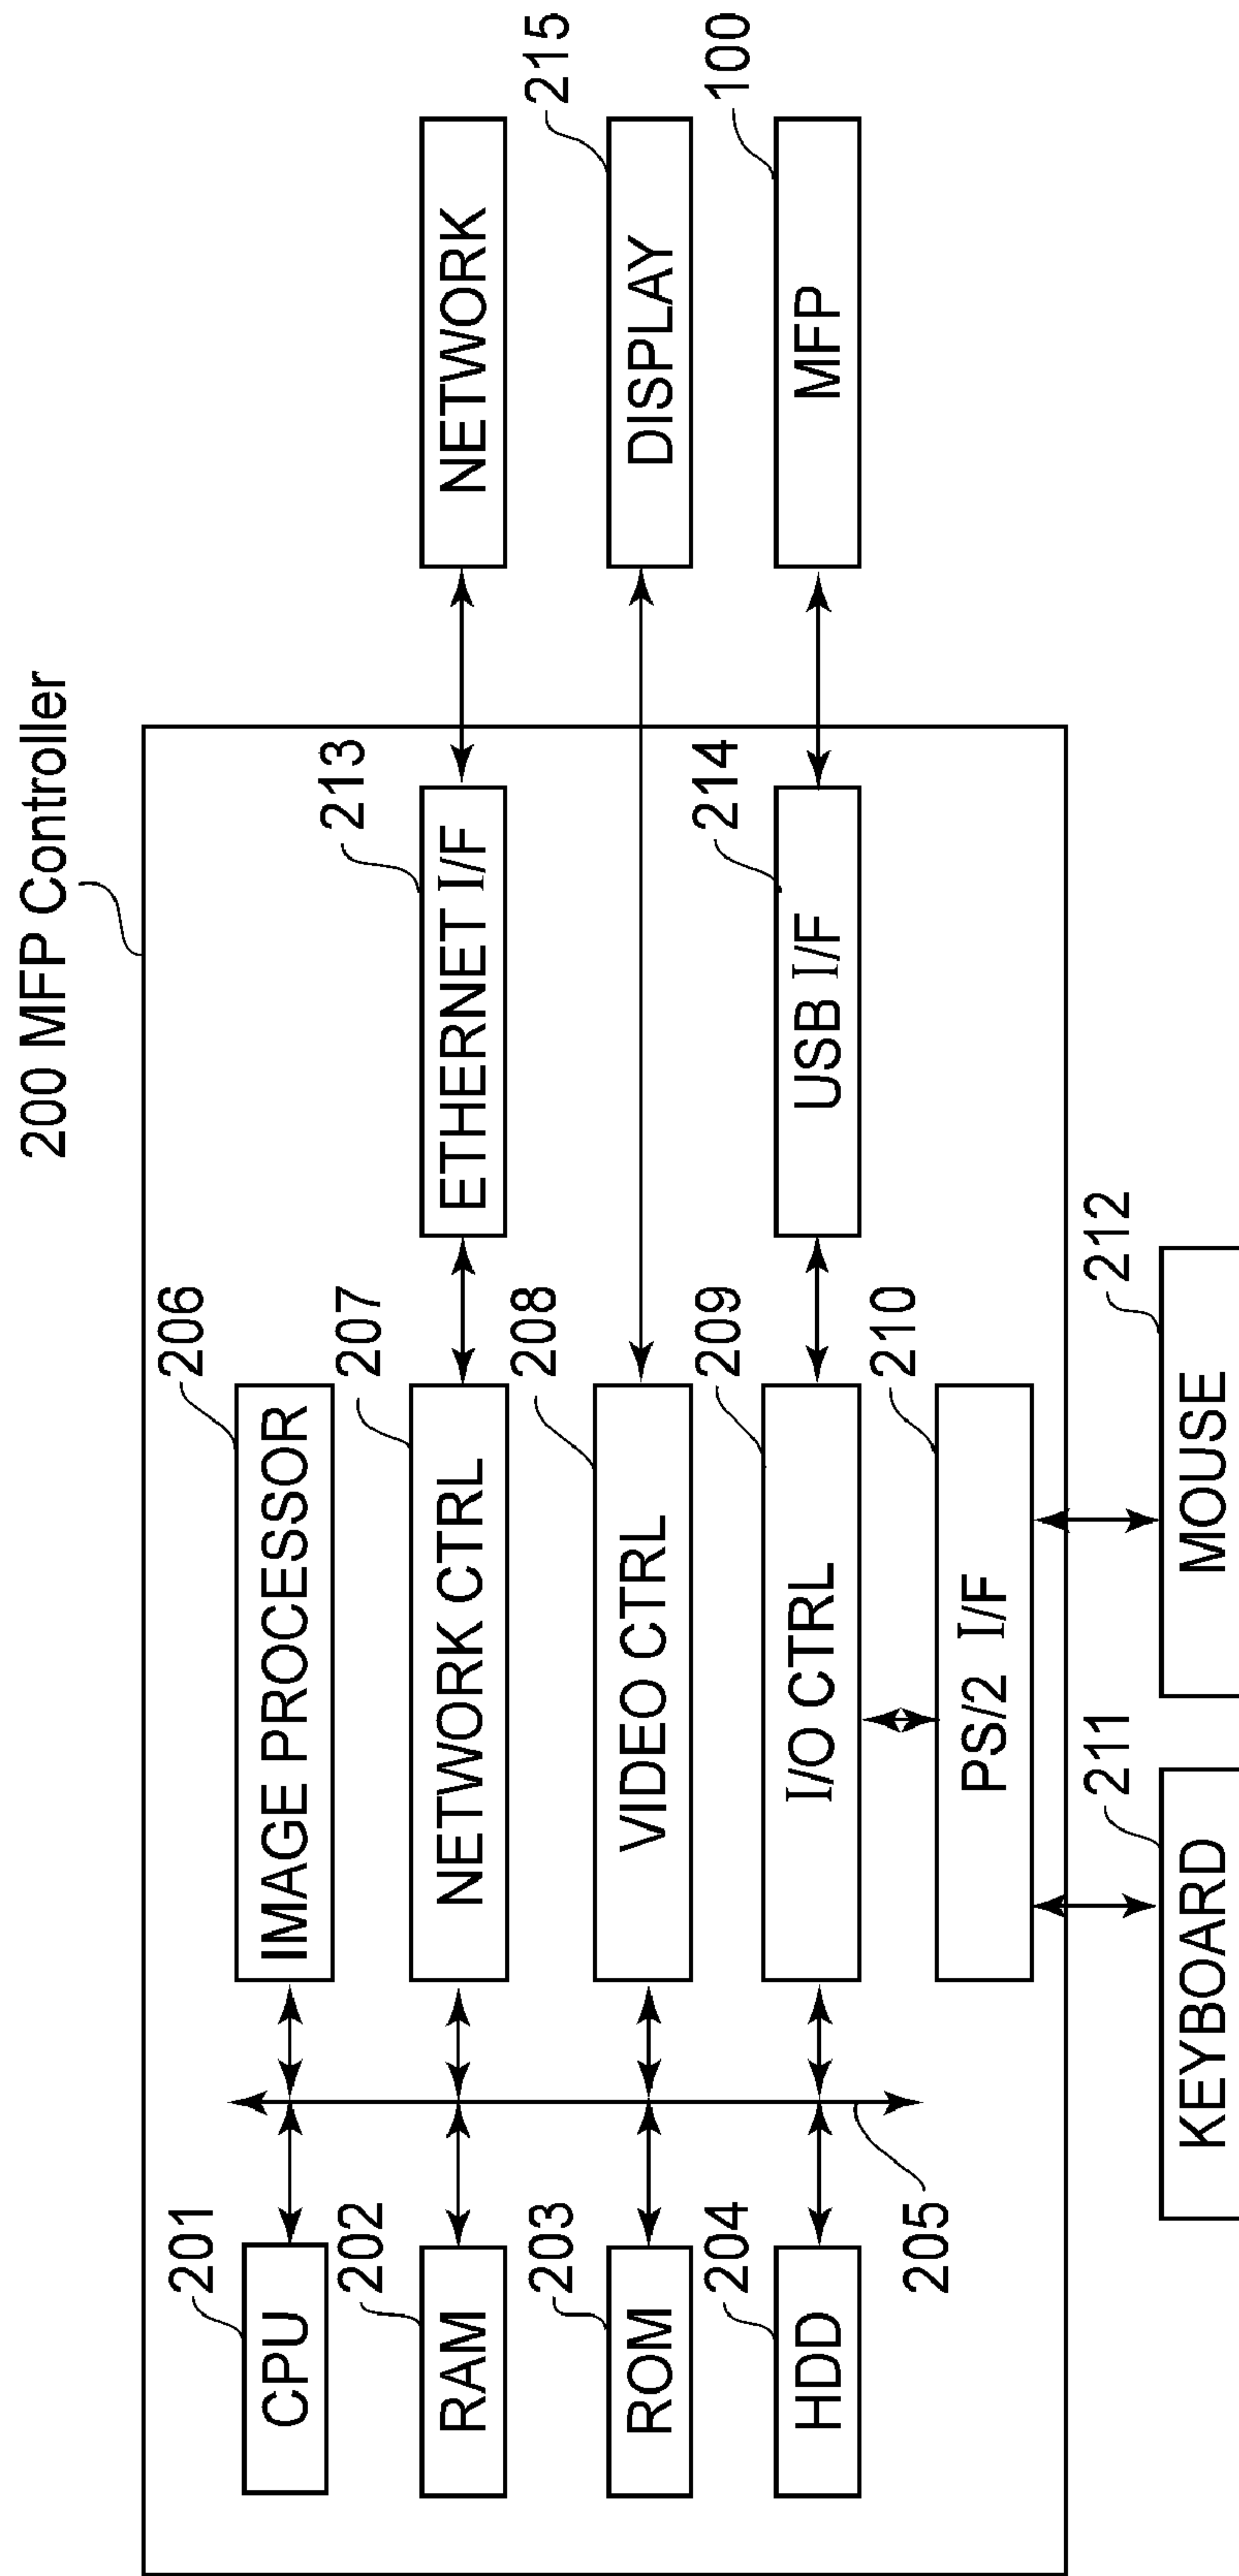 200 MFP Controller
201
CPU
202
RAM
203
ROM
204
HDD
205
206
IMAGE PROCESSOR
207
NETWORK CTRL
208
VIDEO CTRL
209
I/O CTRL
210
PS/2 I/F
211
KEYBOARD
212
MOUSE
213
ETHERNET I/F
214
USB I/F
NETWORK
215
DISPLAY
100
MFP